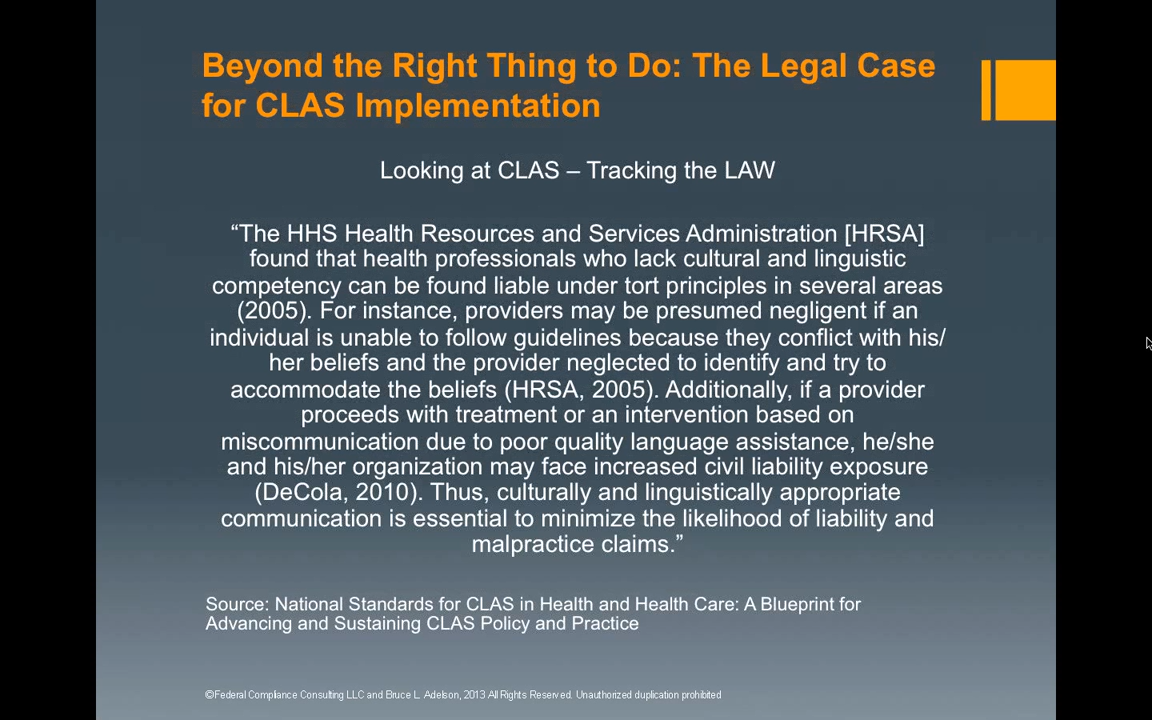 Beyond the Right Thing to Do: The Legal Case
for CLAS Implementation
Looking at CLAS – Tracking the LAW
“The HHS Health Resources and Services Administration [HRSA]
found that health professionals who lack cultural and linguistic
competency can be found liable under tort principles in several areas
(2005). For instance, providers may be presumed negligent if an
individual is unable to follow guidelines because they conflict with his/
her beliefs and the provider neglected to identify and try to
accommodate the beliefs (HRSA, 2005). Additionally, if a provider
proceeds with treatment or an intervention based on
miscommunication due to poor quality language assistance, he/she
and his/her organization may face increased civil liability exposure
(DeCola, 2010). Thus, culturally and linguistically appropriate
communication is essential to minimize the likelihood of liability and
malpractice claims.”
Source: National Standards for CLAS in Health and Health Care: A Blueprint for
Advancing and Sustaining CLAS Policy and Practice
©Federal Compliance Consulting LLC and Bruce L. Adelson, 2013 All Rights Reserved. Unauthorized duplication prohibited